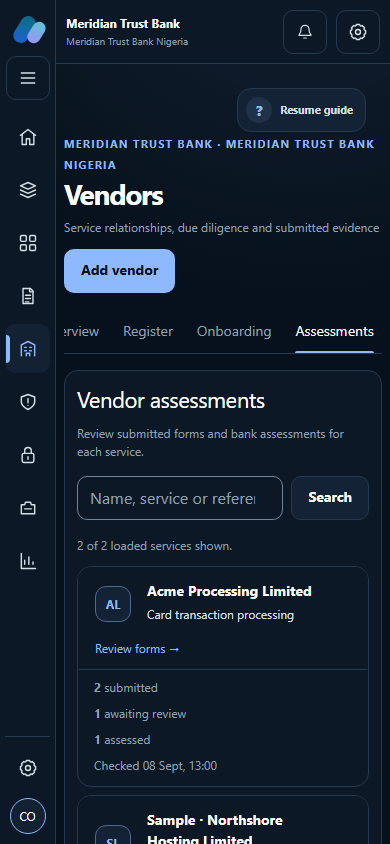 Meridian Trust Bank
Meridian Trust Bank Nigeria
? Resume guide
MERIDIAN TRUST BANK · MERIDIAN TRUST BANK
NIGERIA
Vendors
Service relationships, due diligence and submitted evidence
Add vendor
erview Register Onboarding Assessments
Vendor assessments
Review submitted forms and bank assessments for
each service.
Name, service or referen Search
2 of 2 loaded services shown.
AL Acme Processing Limited
Card transaction processing
Review forms →
2 submitted
1 awaiting review
1 assessed
Checked 08 Sept, 13:00
Sample · Northshore
SL Hosting Limited
CO